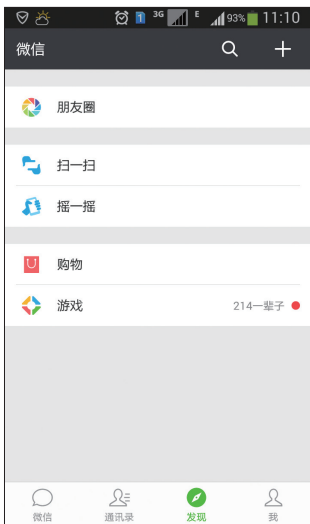 1 3G E 93% 11:10
微信
朋友圈
扫一扫
摇一摇
购物
游戏 214一辈子
微信 通讯录 发现 我